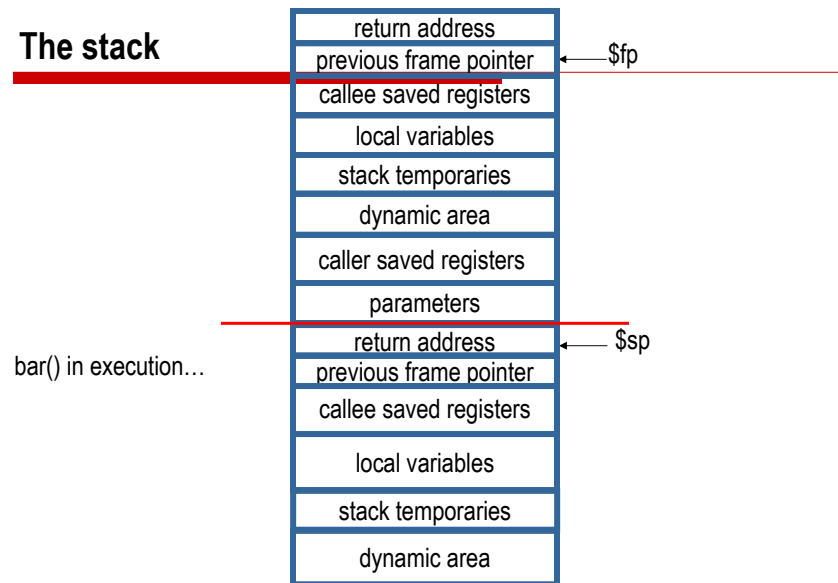 The stack
return address
previous frame pointer
$fp
callee saved registers
local variables
stack temporaries
dynamic area
caller saved registers
parameters
return address
$sp
bar() in execution…
previous frame pointer
callee saved registers
local variables
stack temporaries
dynamic area